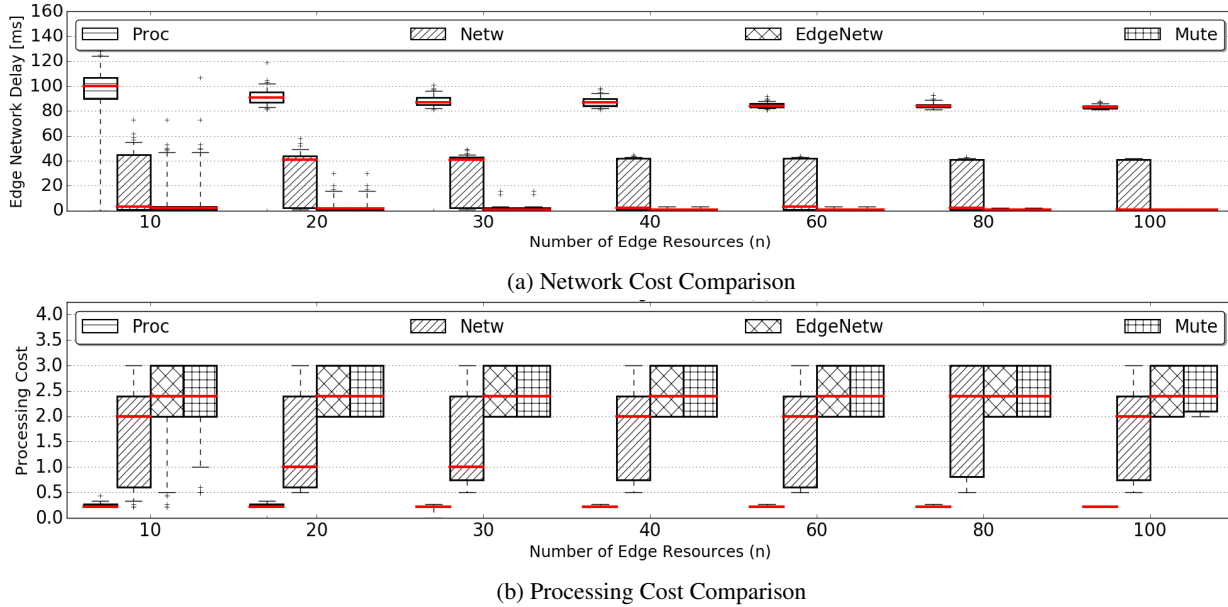 160
140
120
100
80
60
40
20
0
Edge Network Delay [ms]
Proc Netw EdgeNetw Mute
10 20 30 40 60 80 100
Number of Edge Resources (n)
(a) Network Cost Comparison
4.0
3.5
3.0
2.5
2.0
1.5
1.0
0.5
0.0
Processing Cost
Proc Netw EdgeNetw Mute
10 20 30 40 60 80 100
Number of Edge Resources (n)
(b) Processing Cost Comparison